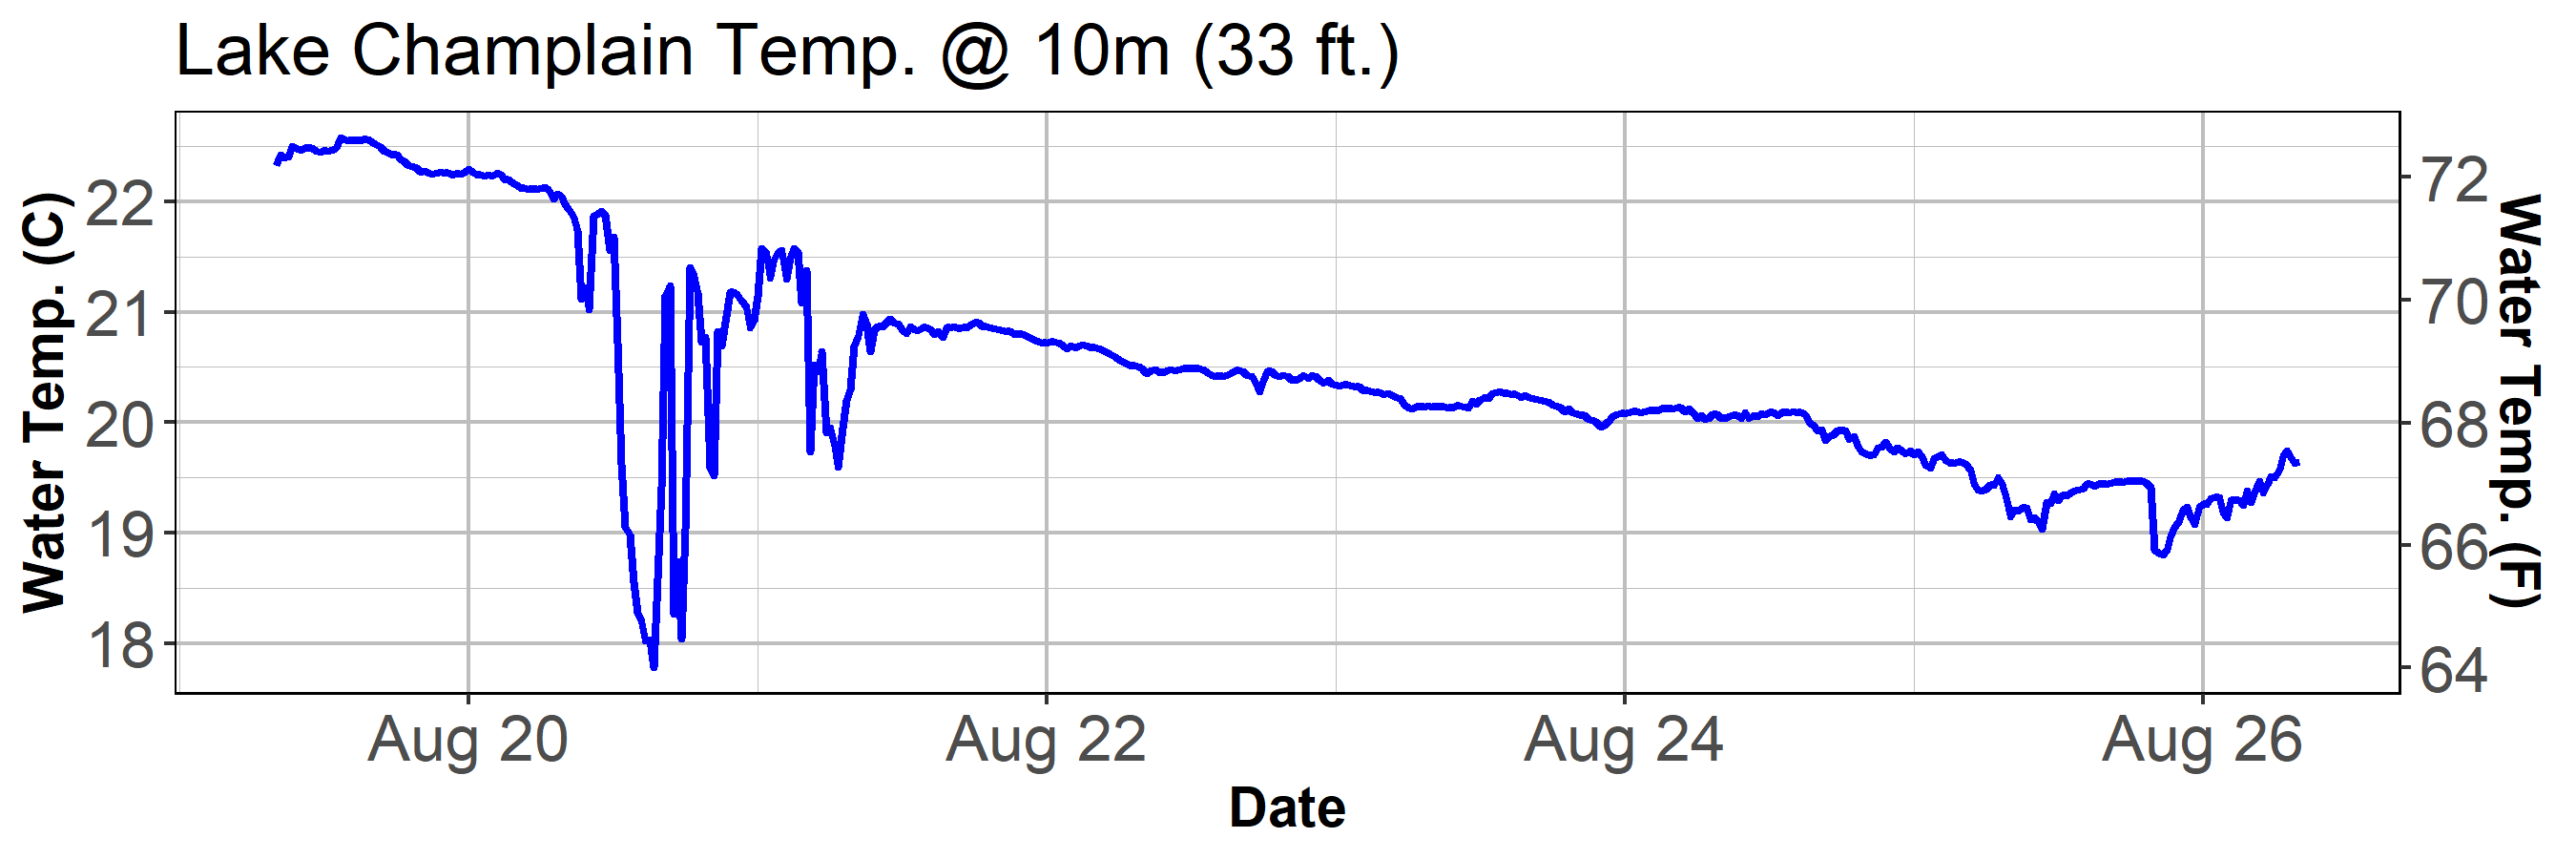 Lake Champlain Temp. @ 10m (33 ft.)
Water Temp. (C)
22
21
20
19
18
72
70
68
66
64
Water Temp. (F)
Aug 20
Aug 22
Aug 24
Aug 26
Date